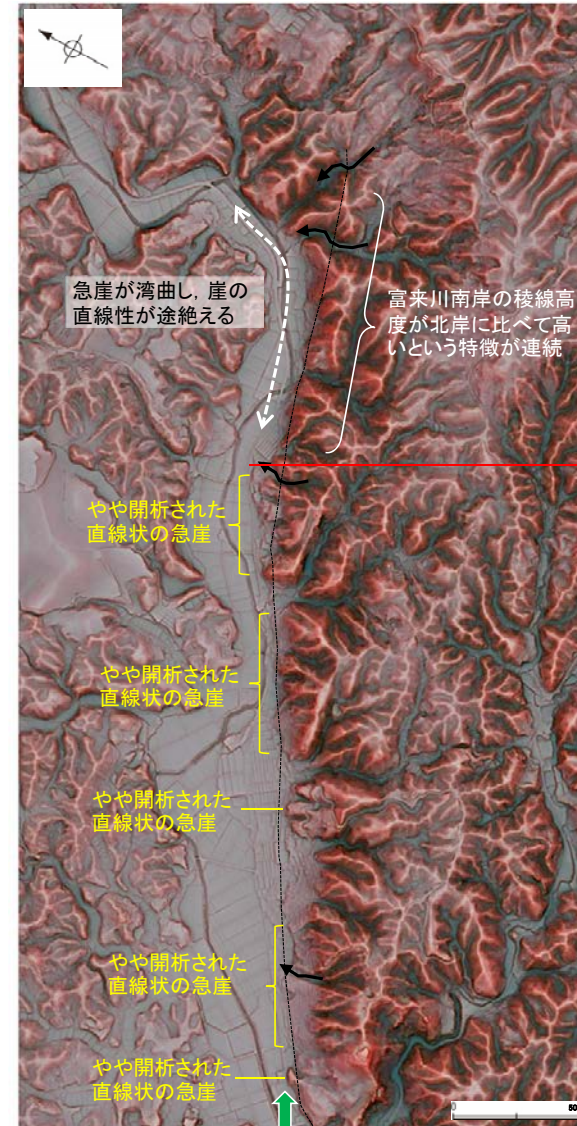 急崖が湾曲し，崖の
直線性が途絶える
富来川南岸の稜線高
度が北岸に比べて高
いという特徴が連続
やや開析された
直線状の急崖
やや開析された
直線状の急崖
やや開析された
直線状の急崖
やや開析された
直線状の急崖
やや開析された
直線状の急崖
0